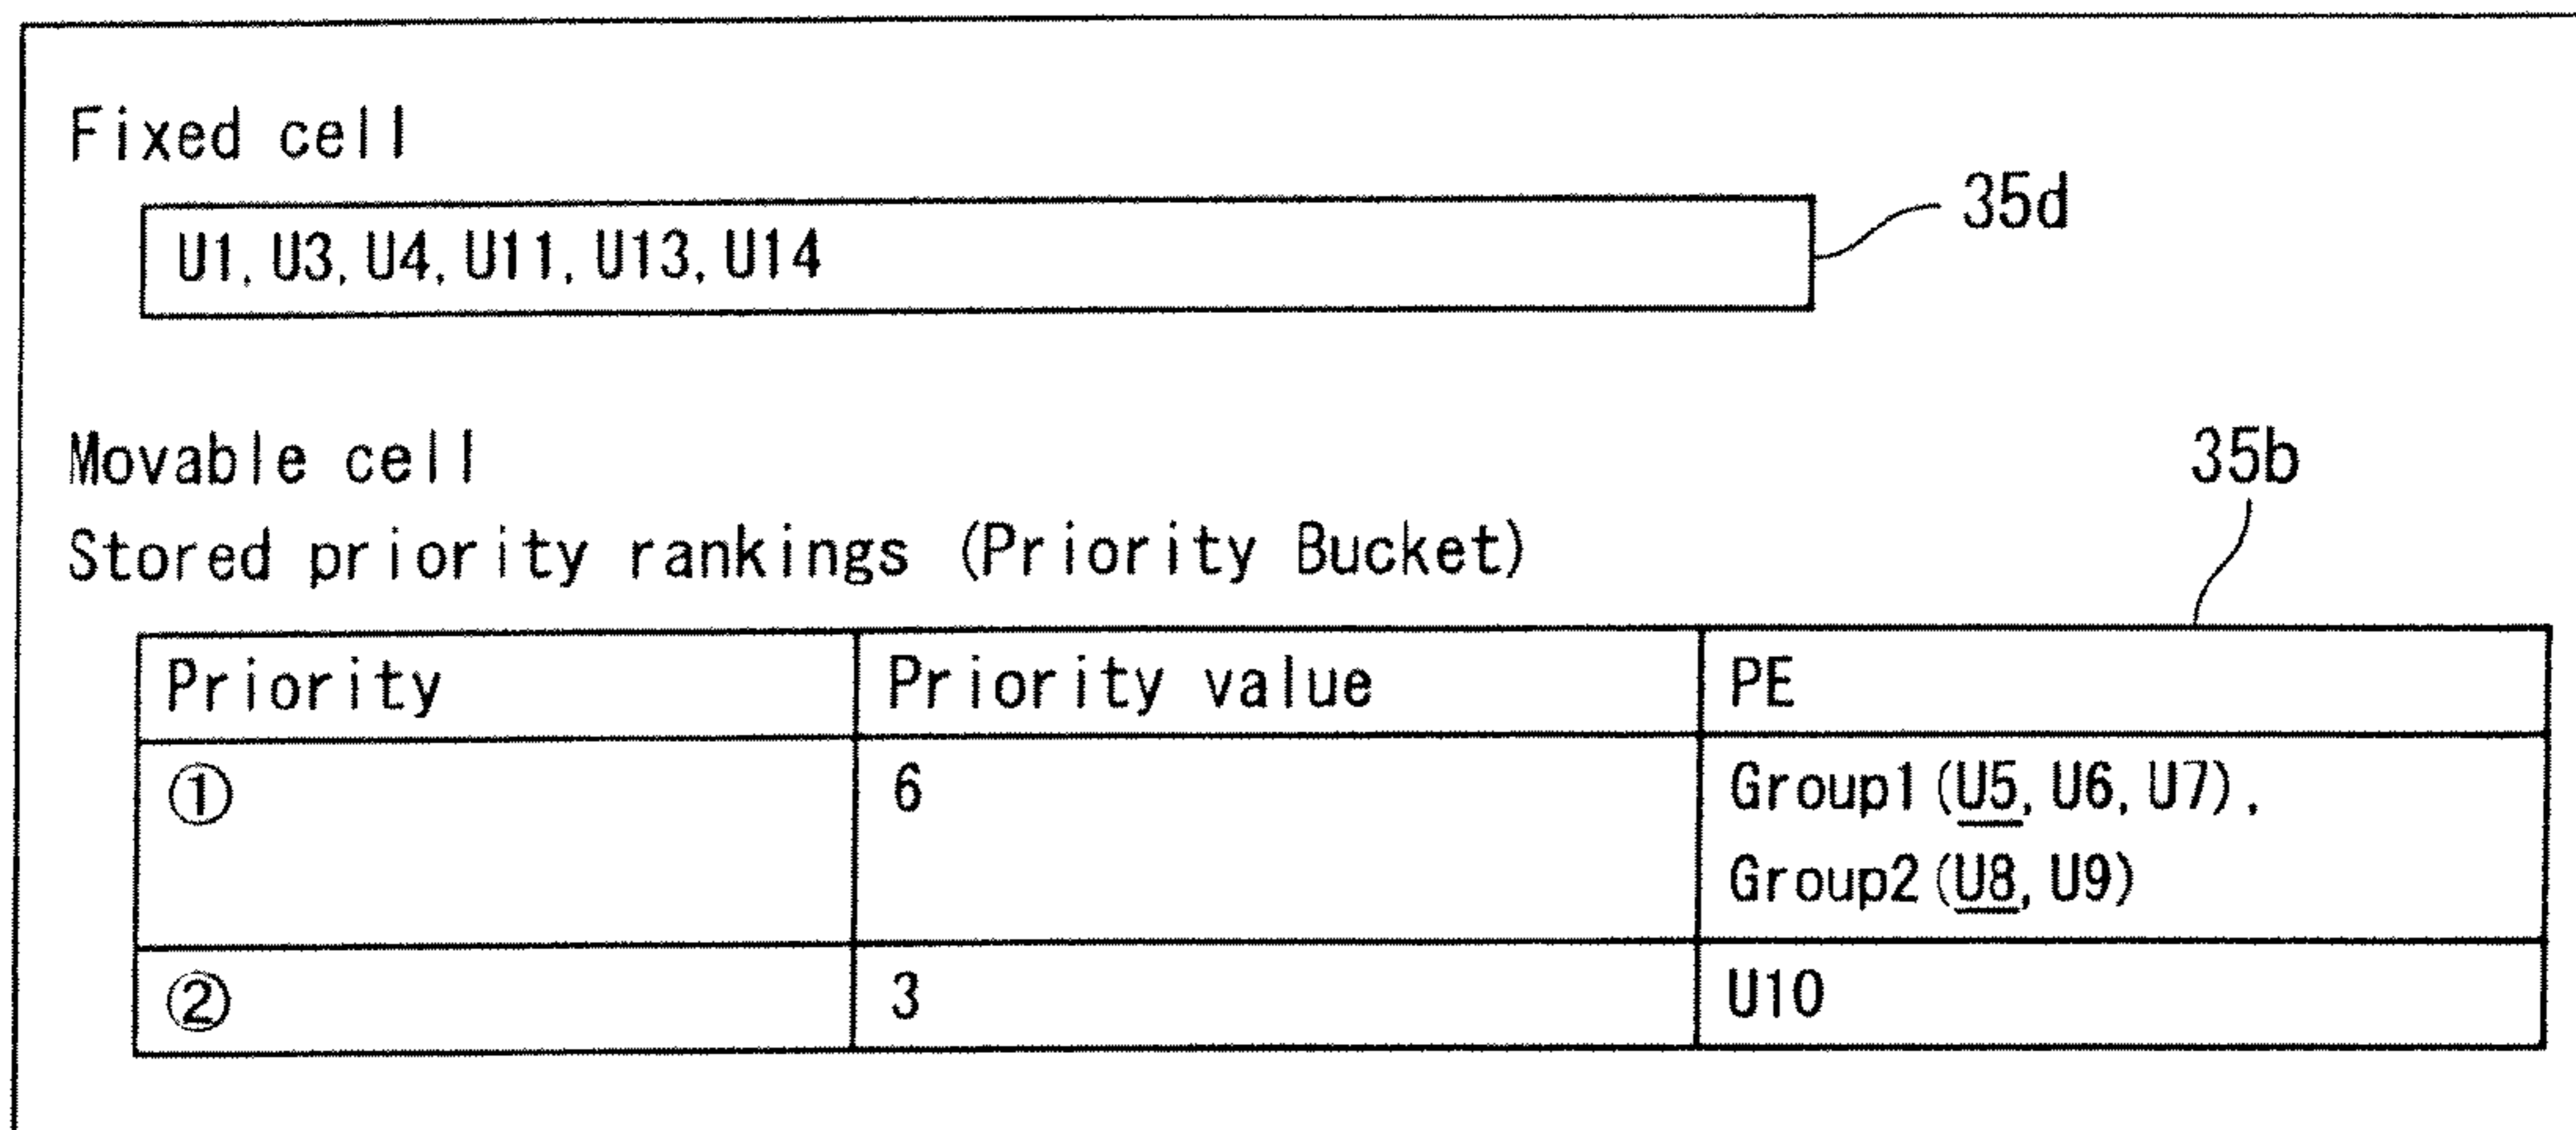 Fixed cell
35d
U1, U3, U4, U11, U13, U14
Movable cell
35b
Stored priority rankings (Priority Bucket)
Priority Priority value PE
① 6 Group1 (U5, U6, U7),
Group2 (U8, U9)
② 3 U10